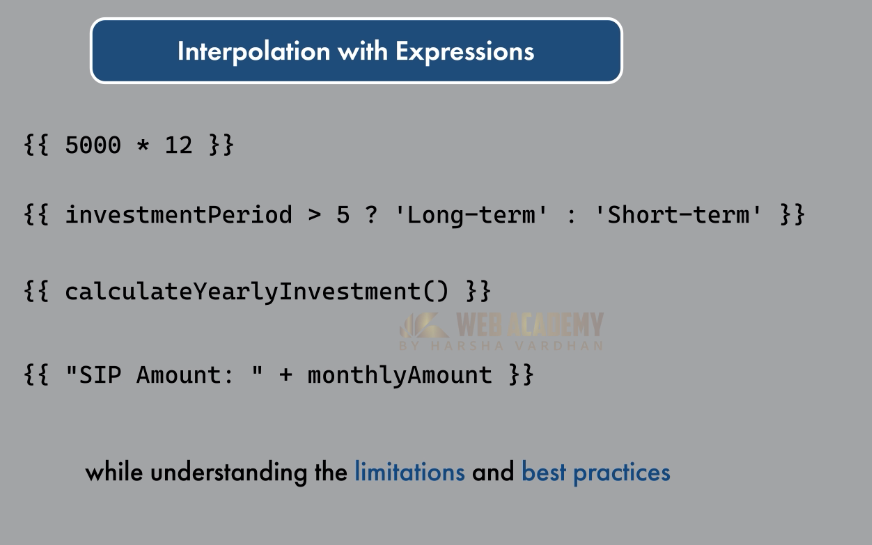 Interpolation with Expressions
{{ 5000 * 12 }}
{{ investmentPeriod > 5 ? 'Long-term' : 'Short-term' }}
{{ calculateYearlyInvestment() }}
WEB ACADEMY
BY HARSHA VARDHAN
{{ "SIP Amount: " + monthlyAmount }}
while understanding the limitations and best practices